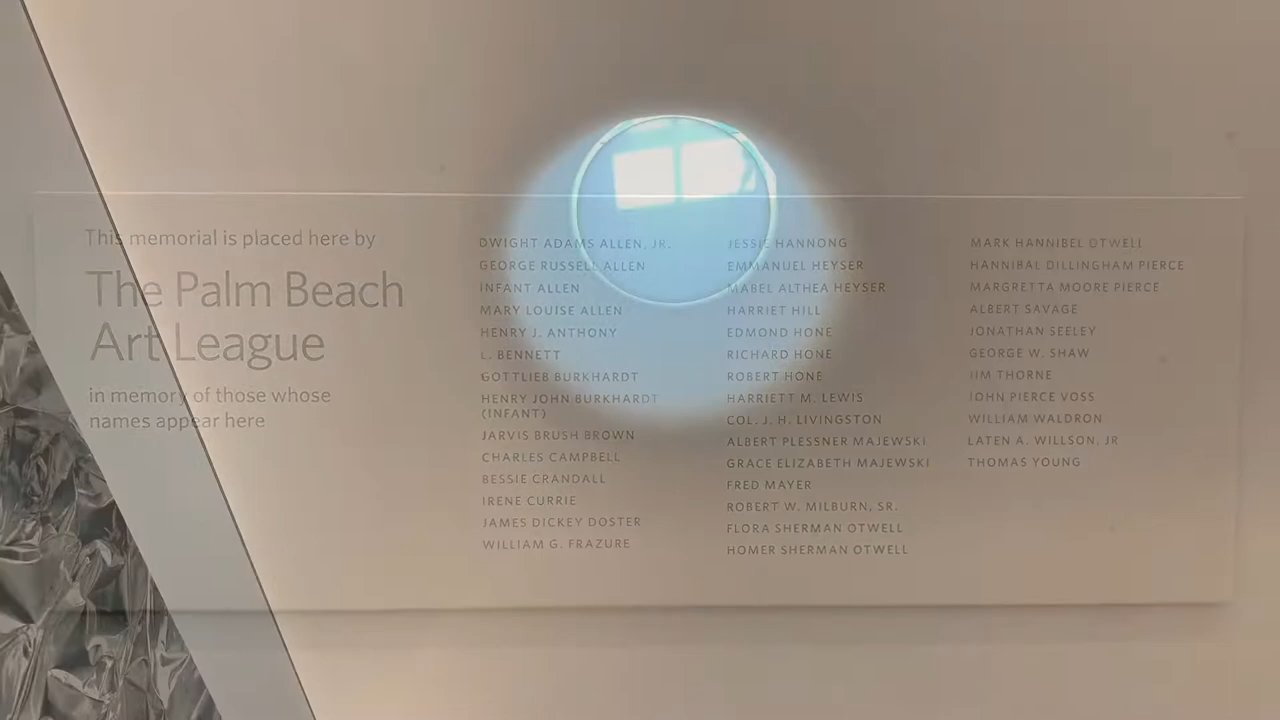 This memorial is placed here by
The Palm Beach
Art League
in memory of those whose
names appear here
DWIGHT ADAMS ALLEN, JR.
GEORGE RUSSELL ALLEN
INFANT ALLEN
MARY LOUISE ALLEN
HENRY J. ANTHONY
L. BENNETT
GOTTLIEB BURKHARDT
HENRY JOHN BURKHARDT
(INFANT)
JARVIS BRUSH BROWN
CHARLES CAMPBELL
BESSIE CRANDALL
IRENE CURRIE
JAMES DICKEY DOSTER
WILLIAM G. FRAZURE
JESSIE HANNONG
EMMANUEL HEYSER
MABEL ALTHEA HEYSER
HARRIET HILL
EDMOND HONE
RICHARD HONE
ROBERT HONE
HARRIETT M. LEWIS
COL. J. H. LIVINGSTON
ALBERT PLESSNER MAJEWSKI
GRACE ELIZABETH MAJEWSKI
FRED MAYER
ROBERT W. MILBURN, SR.
FLORA SHERMAN OTWELL
HOMER SHERMAN OTWELL
MARK HANNIBEL OTWELL
HANNIBAL DILLINGHAM PIERCE
MARGRETTA MOORE PIERCE
ALBERT SAVAGE
JONATHAN SEELEY
GEORGE W. SHAW
JIM THORNE
JOHN PIERCE VOSS
WILLIAM WALDRON
LATEN A. WILLSON, JR
THOMAS YOUNG